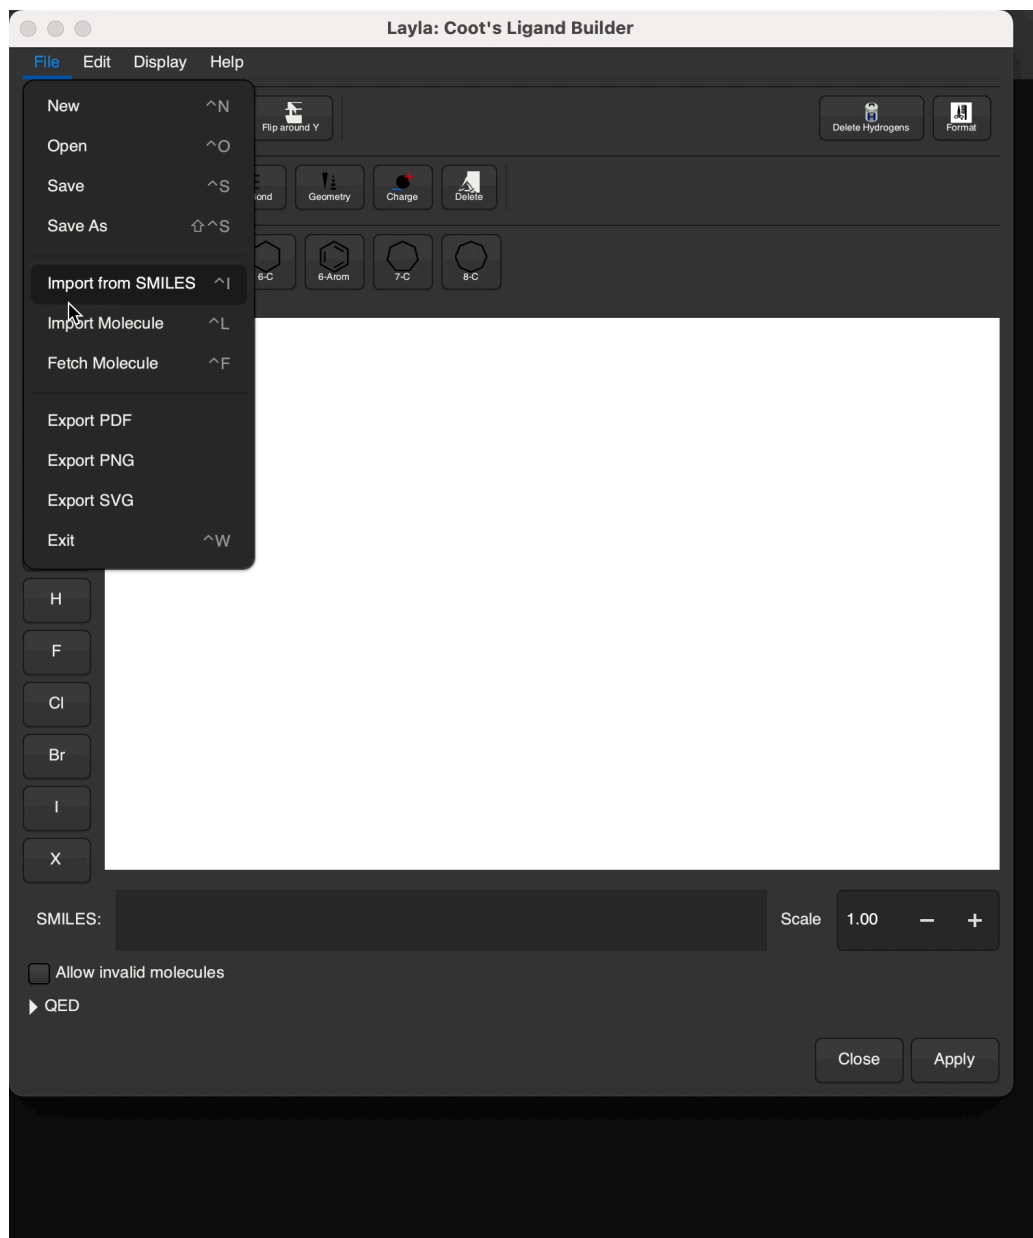 Layla: Coot's Ligand Builder
File Edit Display Help
New ^N
Open ^O
Save ^S
Save As ⇧^S
Import from SMILES ^I
Import Molecule ^L
Fetch Molecule ^F
Export PDF
Export PNG
Export SVG
Exit ^W
Flip around Y Delete Hydrogens Format
ond Geometry Charge Delete
6-C 6-Arom 7-C 8-C
H
F
Cl
Br
I
X
SMILES: Scale 1.00 − +
Allow invalid molecules
QED
Close Apply